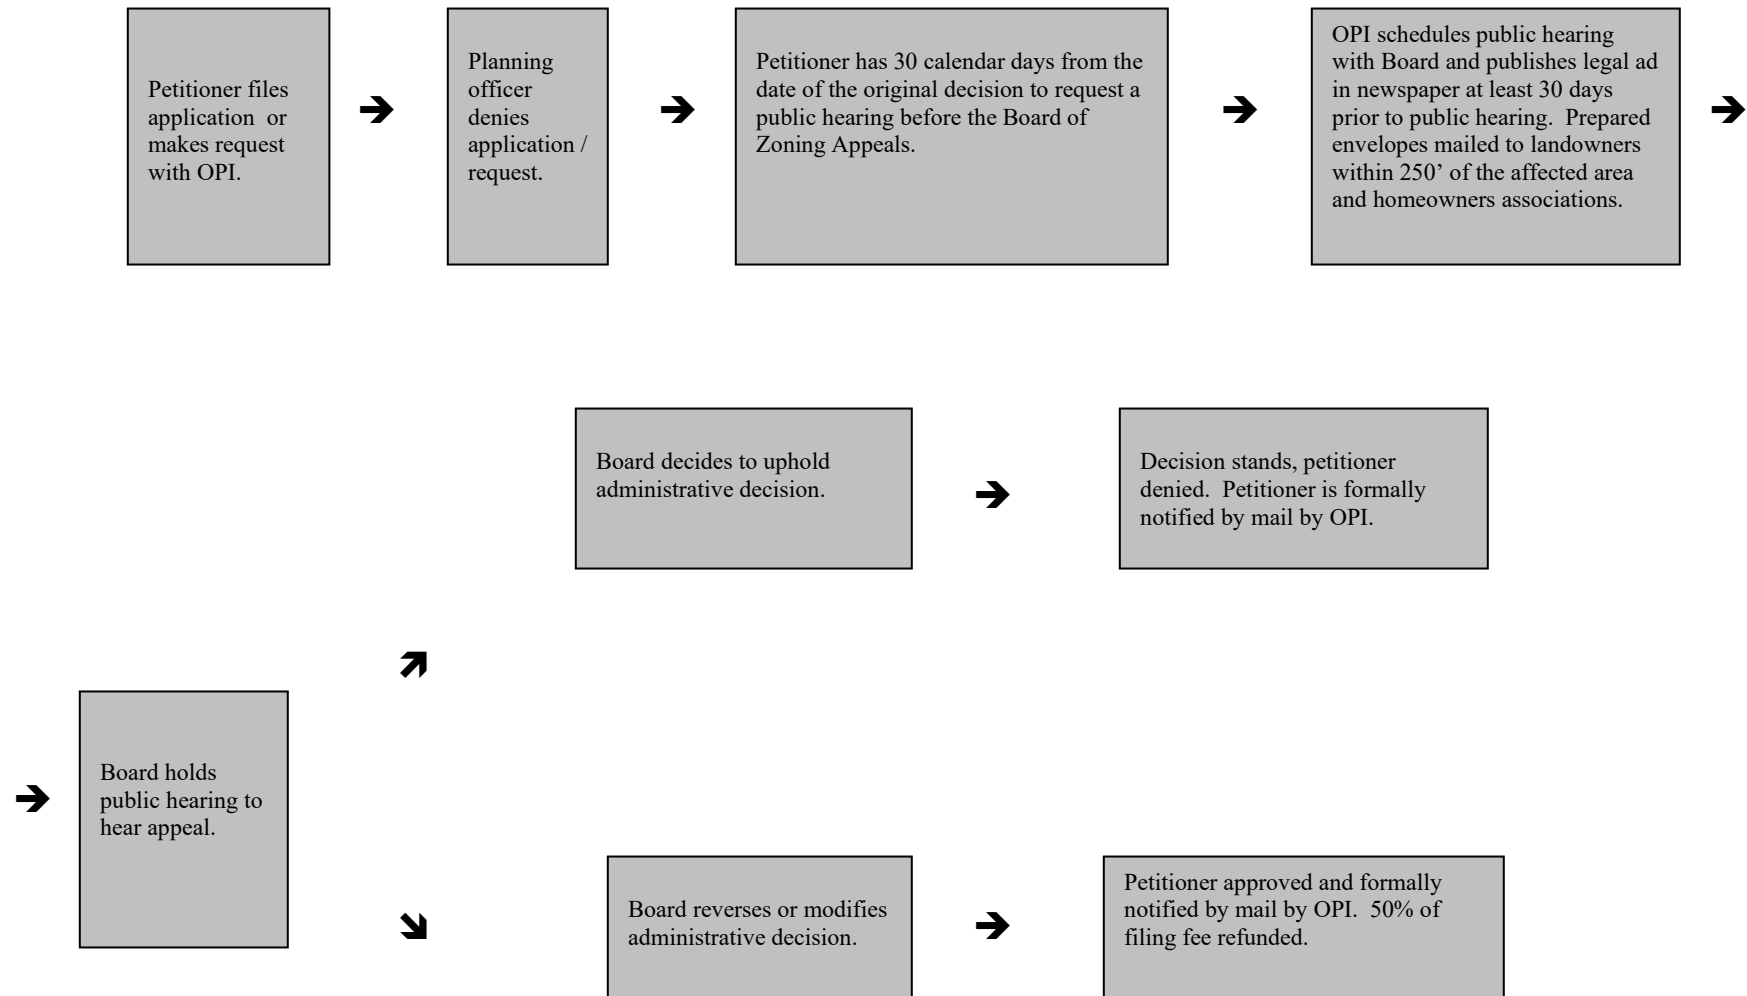 Petitioner files
application  or
makes request
with OPI.
Planning
officer
denies
application /
request.
Petitioner has 30 calendar days from the
date of the original decision to request a
public hearing before the Board of
Zoning Appeals.
OPI schedules public hearing
with Board and publishes legal ad
in newspaper at least 30 days
prior to public hearing.  Prepared
envelopes mailed to landowners
within 250’ of the affected area
and homeowners associations.
Board decides to uphold
administrative decision.
Decision stands, petitioner
denied.  Petitioner is formally
notified by mail by OPI.
Board holds
public hearing to
hear appeal.
Board reverses or modifies
administrative decision.
Petitioner approved and formally
notified by mail by OPI.  50% of
filing fee refunded.